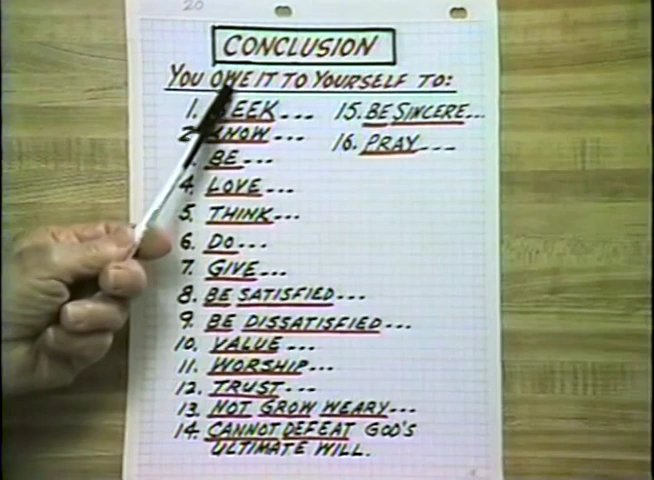 20
CONCLUSION
YOU OWE IT TO YOURSELF TO:
1. SEEK...
2. KNOW...
3. BE...
4. LOVE...
5. THINK...
6. DO...
7. GIVE...
8. BE SATISFIED...
9. BE DISSATISFIED...
10. VALUE...
11. WORSHIP...
12. TRUST...
13. NOT GROW WEARY...
14. CANNOT DEFEAT GOD'S
ULTIMATE WILL.
15. BE SINCERE...
16. PRAY...